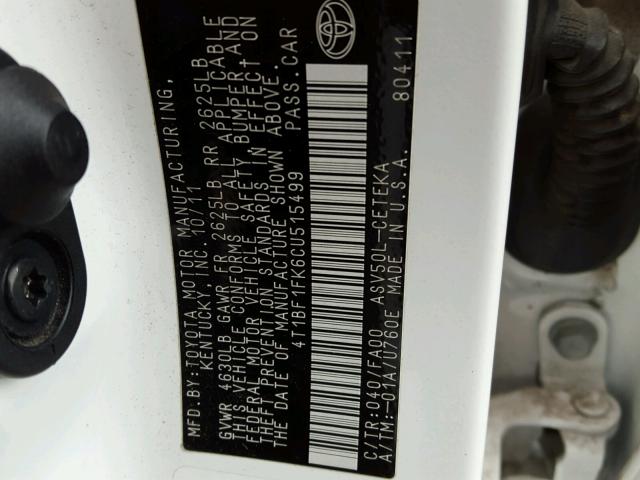 MFD. BY: TOYOTA MOTOR MANUFACTURING,
KENTUCKY, INC. 10/11
GVWR 4630LB GAWR FR 2625LB RR 2625LB
THIS VEHICLE CONFORMS TO ALL APPLICABLE
FEDERAL MOTOR VEHICLE SAFETY, BUMPER, AND
THEFT PREVENTION STANDARDS IN EFFECT ON
THE DATE OF MANUFACTURE SHOWN ABOVE.
4T1BF1FK6CU515499 PASS. CAR
C/TR: 040/FA00 ASV50L-CETEKA
A/TM: -01A/U760E MADE IN U.S.A. 80411